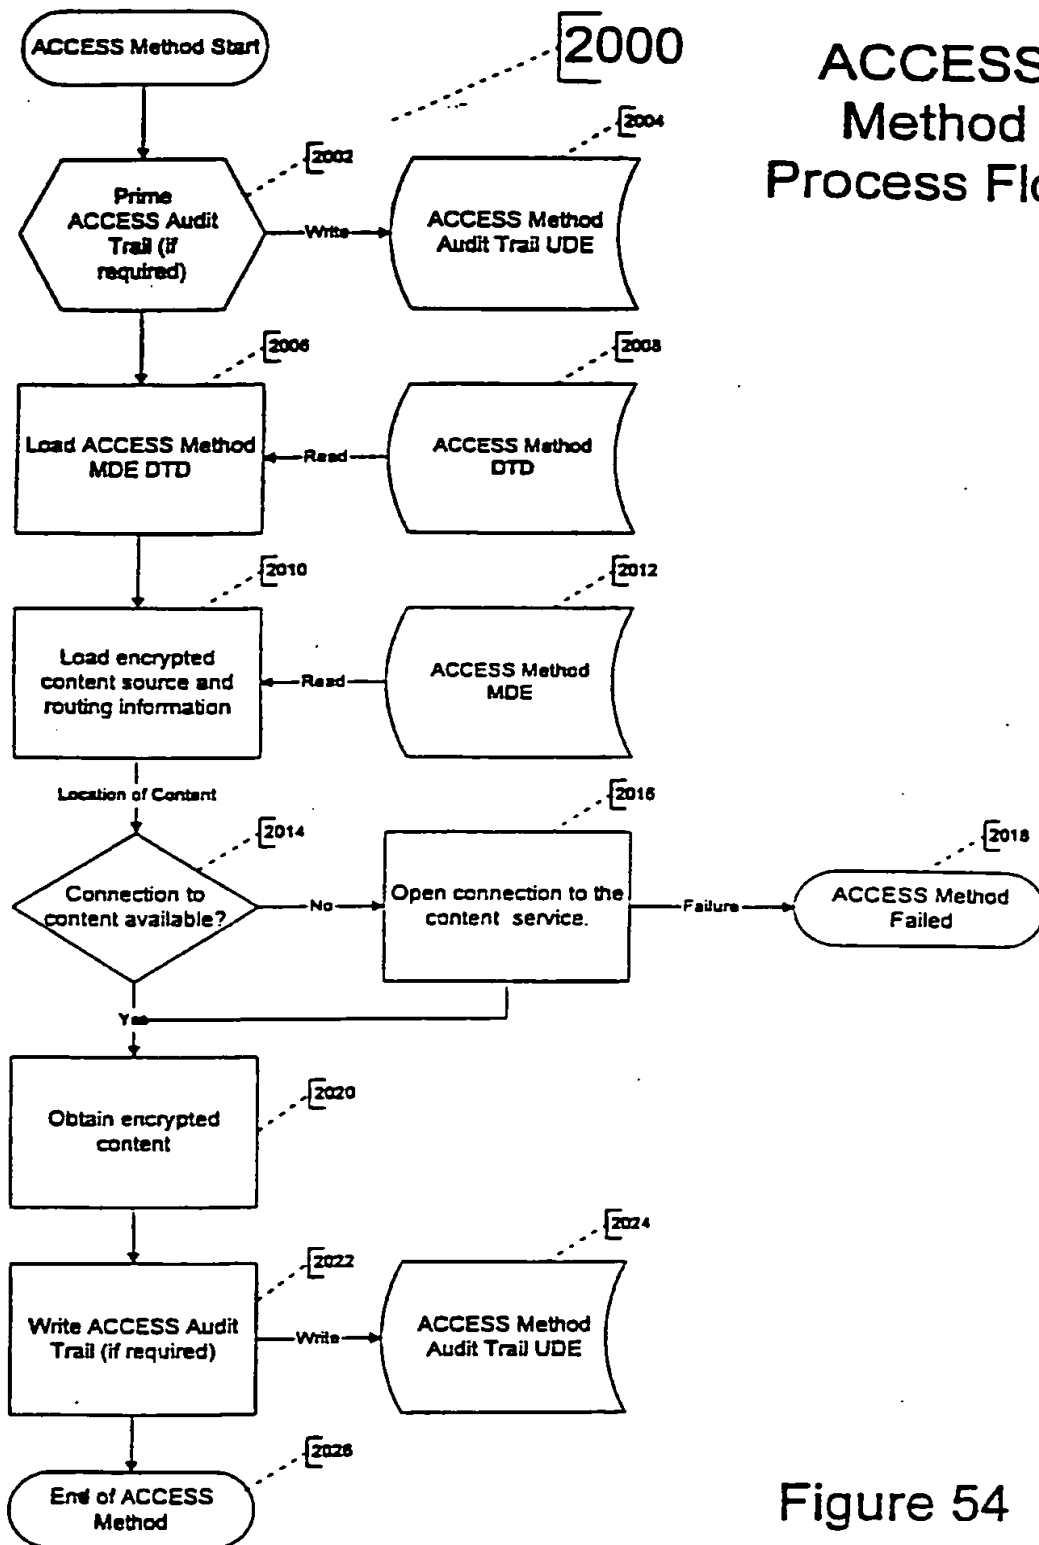 ACCESS Method Start
2000
ACCESS
Method
Process Flo
2002
2004
Prime
ACCESS Audit
Trail (if
required)
Write
ACCESS Method
Audit Trail UDE
2006
2008
Load ACCESS Method
MDE DTD
Read
ACCESS Method
DTD
2010
2012
Load encrypted
content source and
routing information
Read
ACCESS Method
MDE
Location of Content
2014
2016
2018
Connection to
content available?
No
Open connection to the
content service.
Failure
ACCESS Method
Failed
Yes
2020
Obtain encrypted
content
2022
2024
Write ACCESS Audit
Trail (if required)
Write
ACCESS Method
Audit Trail UDE
2026
End of ACCESS
Method
Figure 54